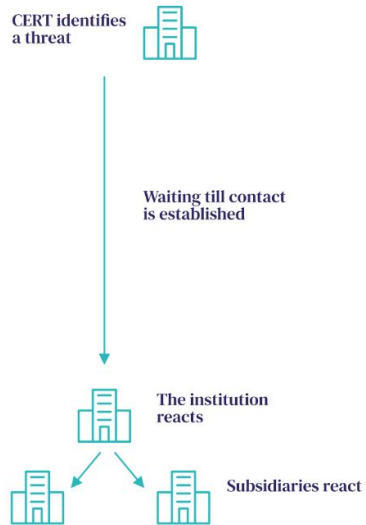 CERT identifies
a threat
Waiting till contact
is established
The institution
reacts
Subsidiaries react